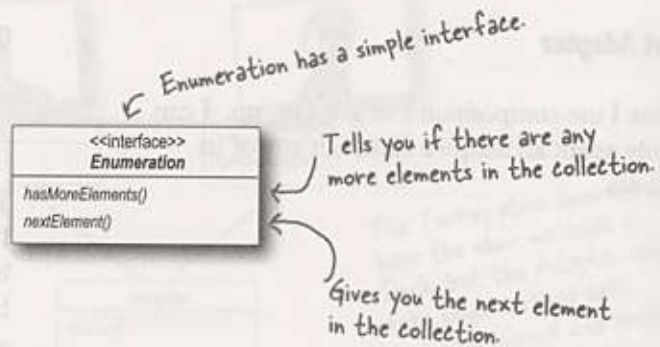 Enumeration has a simple interface.
<<interface>>
Enumeration
hasMoreElements()
nextElement()
Tells you if there are any
more elements in the collection.
Gives you the next element
in the collection.